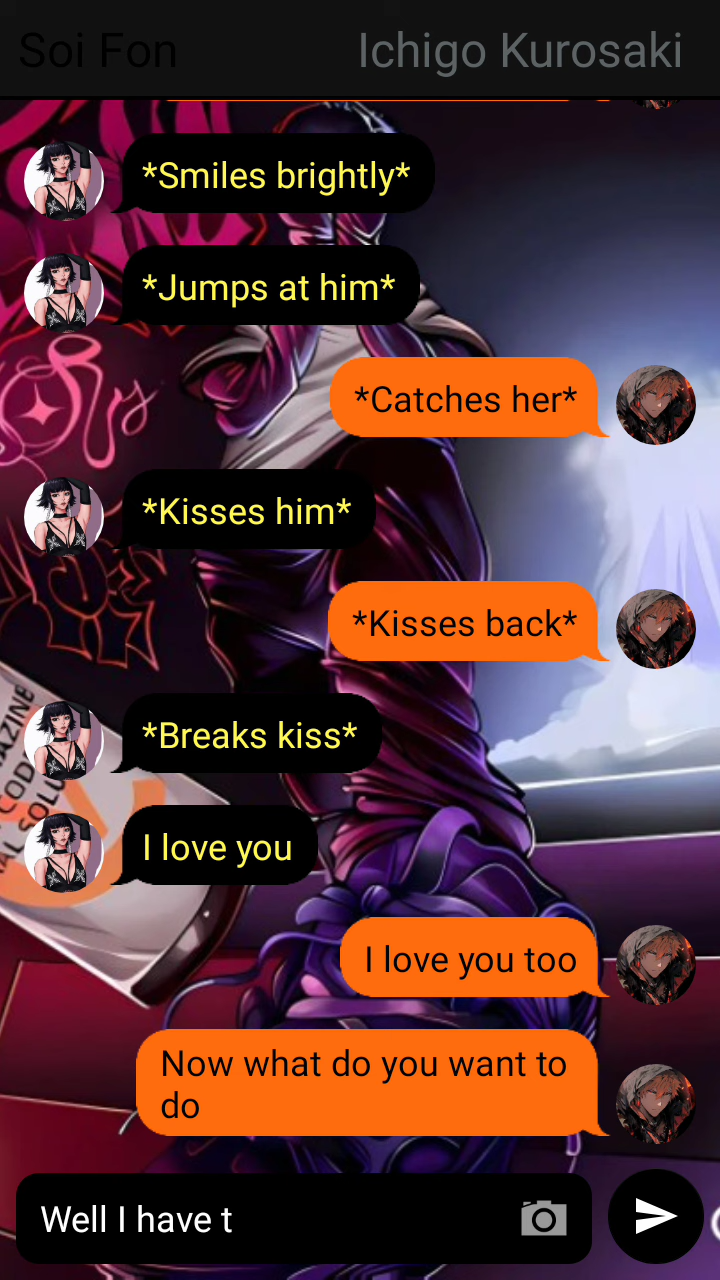 Soi Fon Ichigo Kurosaki
*Smiles brightly*
*Jumps at him*
*Catches her*
*Kisses him*
*Kisses back*
*Breaks kiss*
I love you
I love you too
Now what do you want to
do
Well I have t